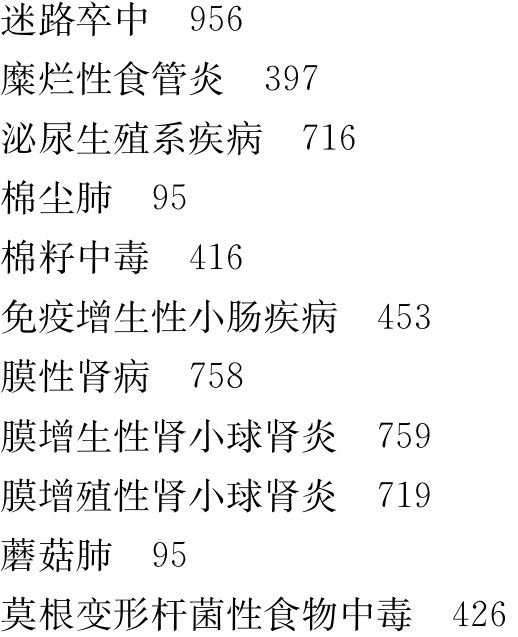 迷路卒中 956
糜烂性食管炎 397
泌尿生殖系疾病 716
棉尘肺 95
棉籽中毒 416
免疫增生性小肠疾病 453
膜性肾病 758
膜增生性肾小球肾炎 759
膜增殖性肾小球肾炎 719
蘑菇肺 95
莫根变形杆菌性食物中毒 426